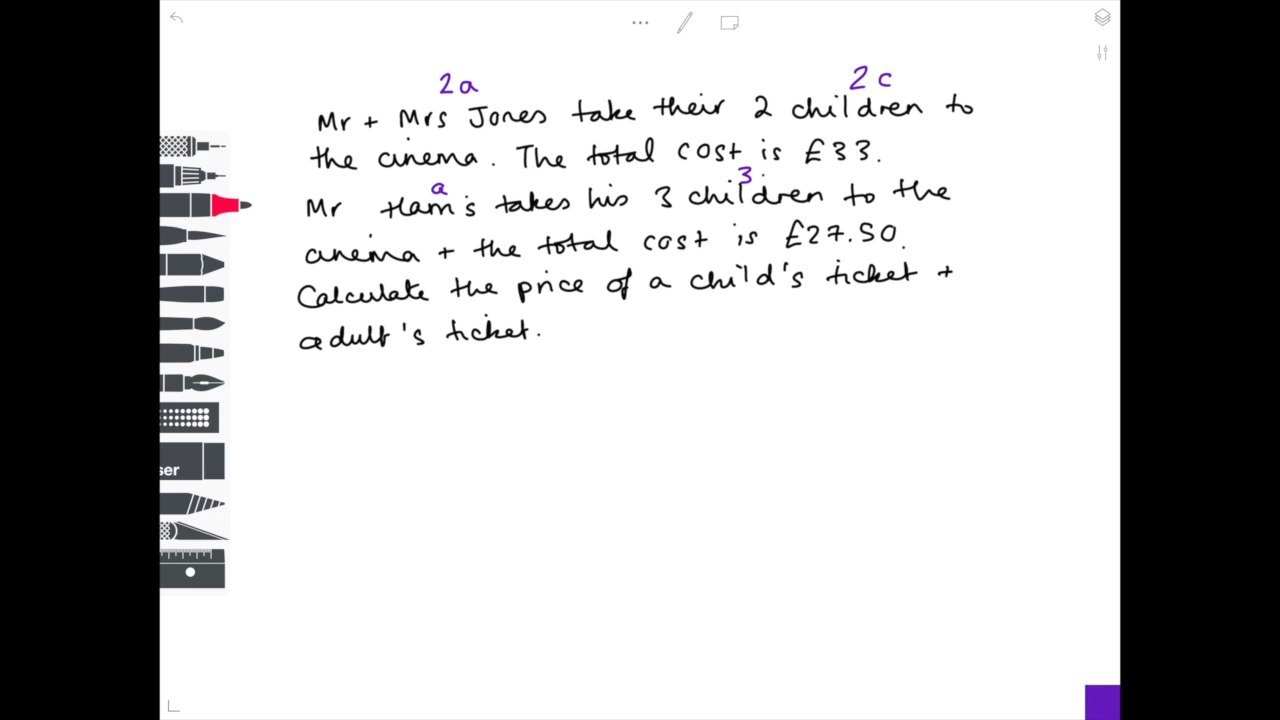 2a 2c
Mr + Mrs Jones take their 2 children to
the cinema. The total cost is £33.
a 3
Mr Harris takes his 3 children to the
cinema + the total cost is £27.50.
Calculate the price of a child's ticket +
adult's ticket.
ser